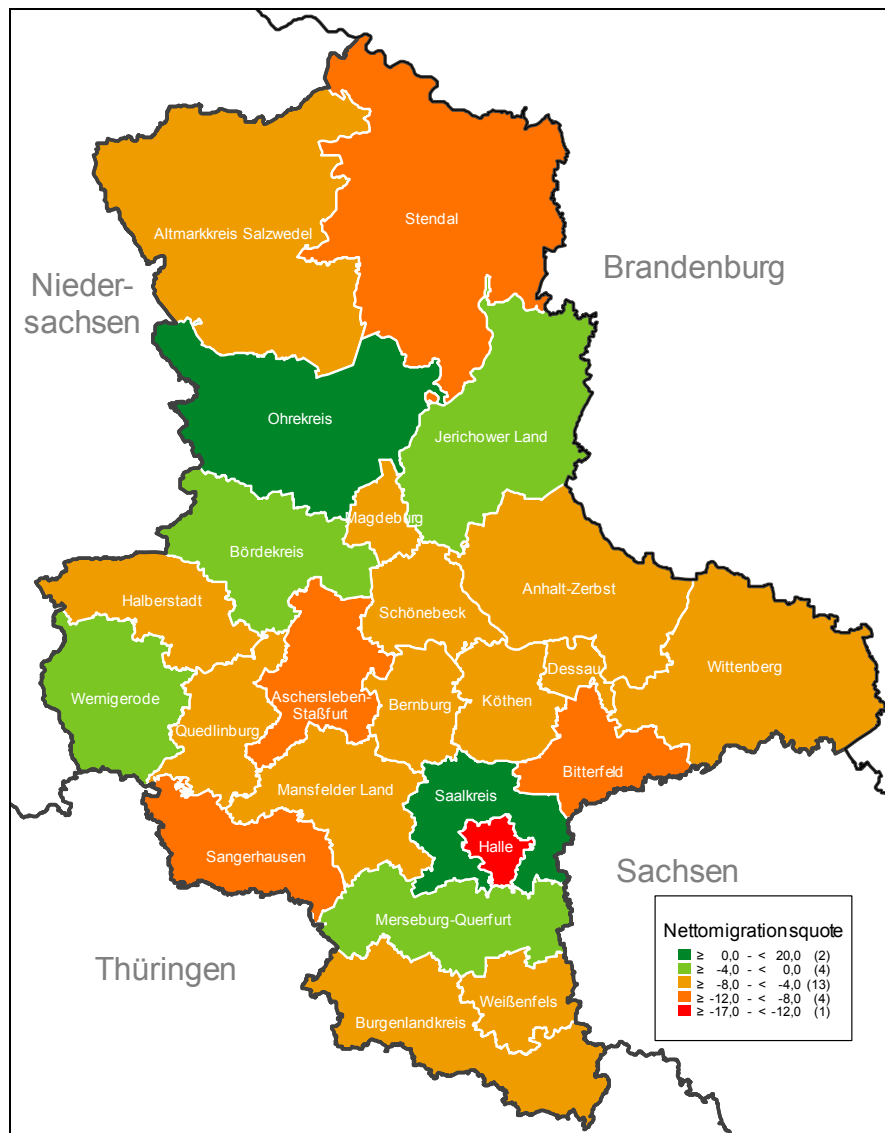 Stendal
Altmarkkreis Salzwedel
Brandenburg
Nieder-
sachsen
Ohrekreis
Jerichower Land
Magdeburg
Bördekreis
Anhalt-Zerbst
Halberstadt
Schönebeck
Dessau
Wittenberg
Wernigerode
Aschersleben-
Staßfurt
Bernburg
Köthen
Quedlinburg
Bitterfeld
Mansfelder Land
Saalkreis
Halle
Sangerhausen
Sachsen
Merseburg-Querfurt
Thüringen
Weißenfels
Burgenlandkreis
Nettomigrationsquote
≥ 0,0 - < 20,0 (2)
≥ -4,0 - < 0,0 (4)
≥ -8,0 - < -4,0 (13)
≥ -12,0 - < -8,0 (4)
≥ -17,0 - < -12,0 (1)